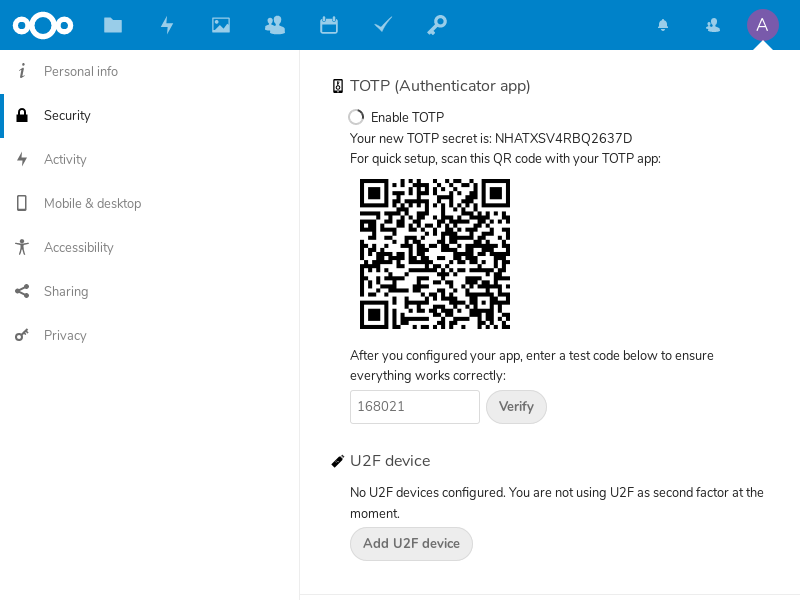 A
Personal info
Security
Activity
Mobile & desktop
Accessibility
Sharing
Privacy
TOTP (Authenticator app)
Enable TOTP
Your new TOTP secret is: NHATXSV4RBQ2637D
For quick setup, scan this QR code with your TOTP app:
After you configured your app, enter a test code below to ensure
everything works correctly:
168021
Verify
U2F device
No U2F devices configured. You are not using U2F as second factor at the
moment.
Add U2F device